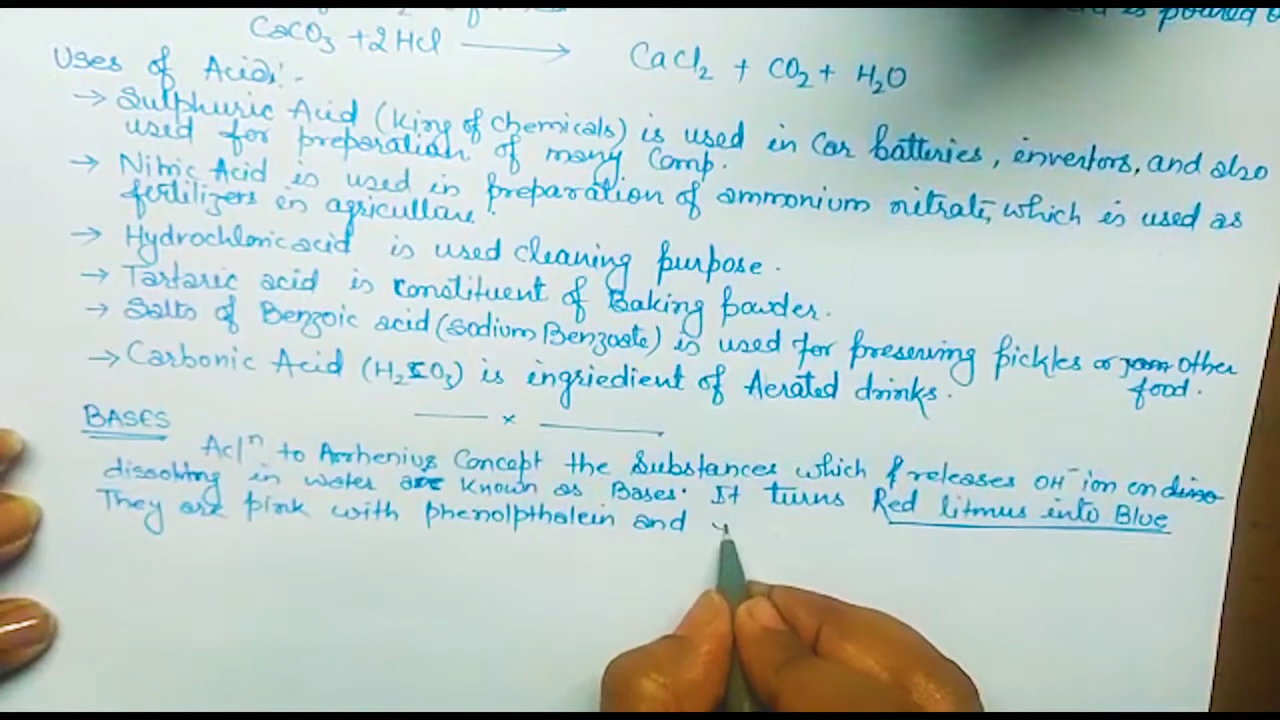 is poured
CaCO₃ + 2HCl ⟶ CaCl₂ + CO₂ + H₂O
Uses of Acids:-
→ Sulphuric Acid (King of Chemicals) is used in Car batteries, invertors, and also
used for preparation of many Comp.
→ Nitric Acid is used in preparation of ammonium nitrate, which is used as
fertilizers in agriculture.
→ Hydrochloric acid is used cleaning purpose.
→ Tartaric acid is constituent of Baking powder.
→ Salts of Benzoic acid (Sodium Benzoate) is used for preserving pickles or other
food.
→ Carbonic Acid (H₂CO₃) is ingriedient of Aerated drinks.
—— × ——
BASES
Acln to Arrhenius Concept the Substances which releases OH⁻ ion on
dissolving in water are Known as Bases. It turns Red litmus into Blue
They are pink with phenolpthalein and